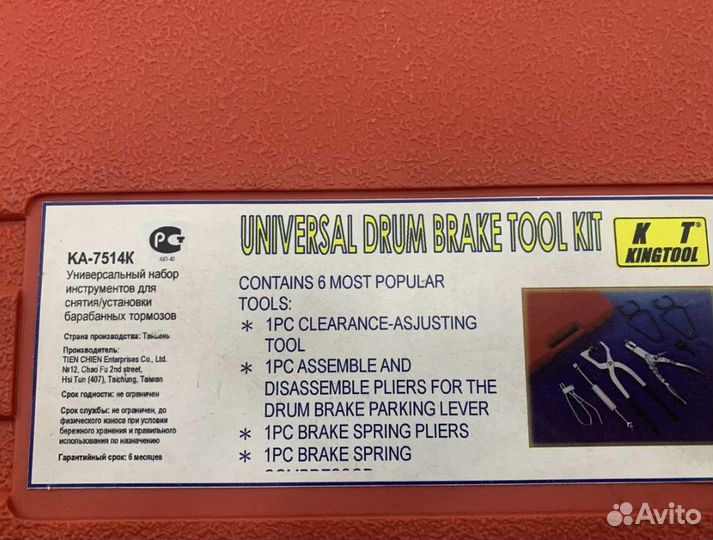 UNIVERSAL DRUM BRAKE TOOL KIT
K T®
KINGTOOL
PG
АЮ 40
KA-7514К
Универсальный набор
инструментов для
снятия/установки
барабанных тормозов
Страна производства: Тайвань
Производитель:
TIEN CHIEN Enterprises Co., Ltd.
№12, Chao Fu 2nd street,
Hsi Tun (407), Taichung, Taiwan
Срок годности: не ограничен
Срок службы: не ограничен, до
физического износа при условии
бережного хранения и правильного
использования по назначению
Гарантийный срок: 6 месяцев
CONTAINS 6 MOST POPULAR
TOOLS:
* 1PC CLEARANCE-ASJUSTING
TOOL
* 1PC ASSEMBLE AND
DISASSEMBLE PLIERS FOR THE
DRUM BRAKE PARKING LEVER
* 1PC BRAKE SPRING PLIERS
* 1PC BRAKE SPRING
Avito